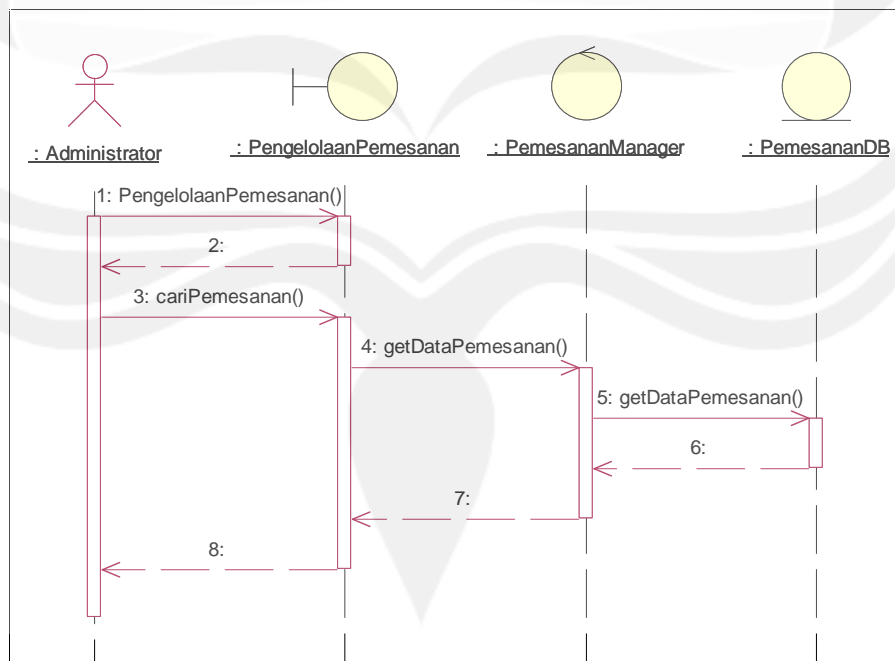 : Administrator
: PengelolaanPemesanan
: PemesananManager
: PemesananDB
1: PengelolaanPemesanan()
2:
3: cariPemesanan()
4: getDataPemesanan()
5: getDataPemesanan()
6:
7:
8: